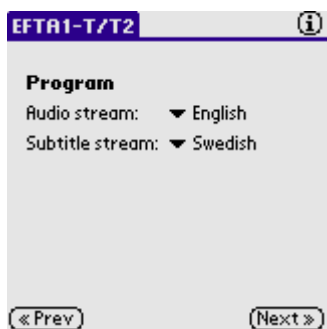 EFTA1-T/T2 i
Program
Audio stream: English
Subtitle stream: Swedish
« Prev Next »